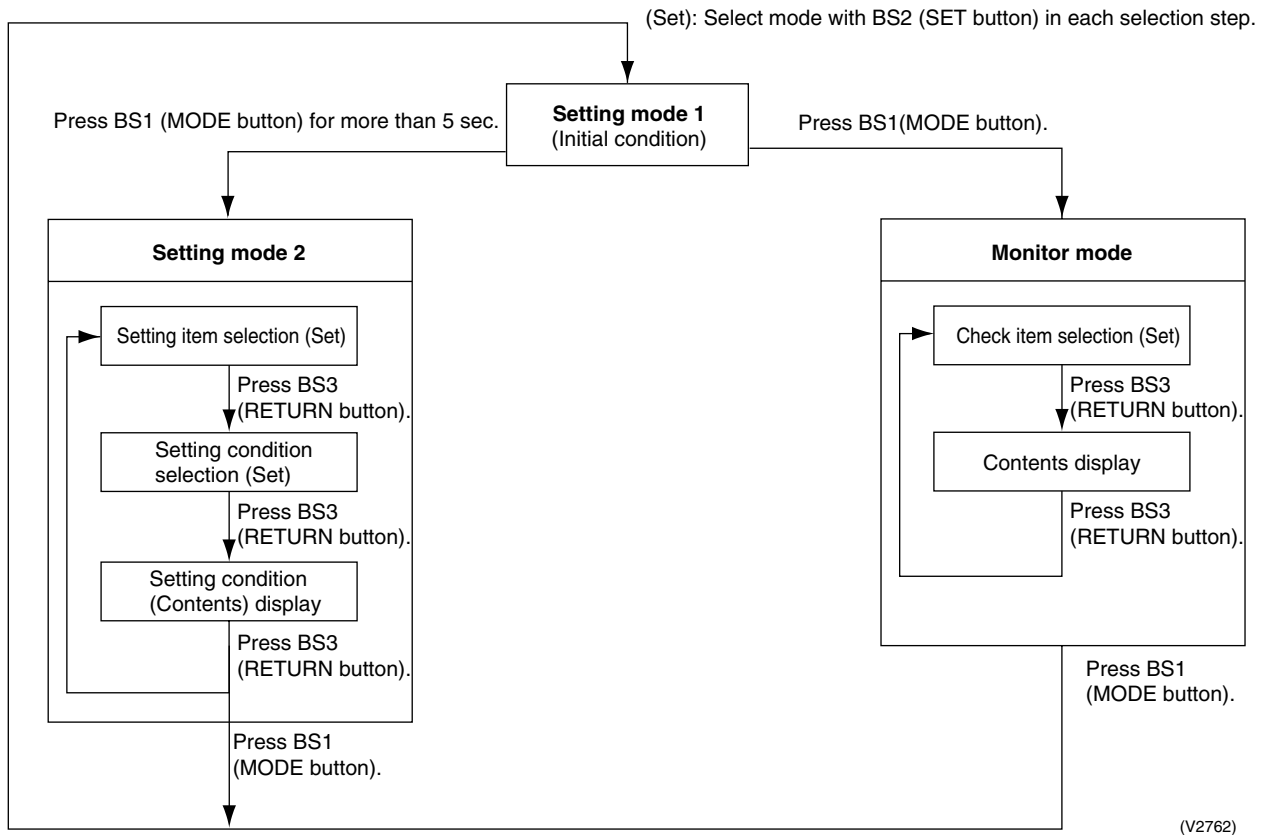 (Set): Select mode with BS2 (SET button) in each selection step.
Setting mode 1
(Initial condition)
Press BS1 (MODE button) for more than 5 sec.
Press BS1(MODE button).
Setting mode 2
Setting item selection (Set)
Press BS3
(RETURN button).
Setting condition
selection (Set)
Press BS3
(RETURN button).
Setting condition
(Contents) display
Press BS3
(RETURN button).
Press BS1
(MODE button).
Monitor mode
Check item selection (Set)
Press BS3
(RETURN button).
Contents display
Press BS3
(RETURN button).
Press BS1
(MODE button).
(V2762)